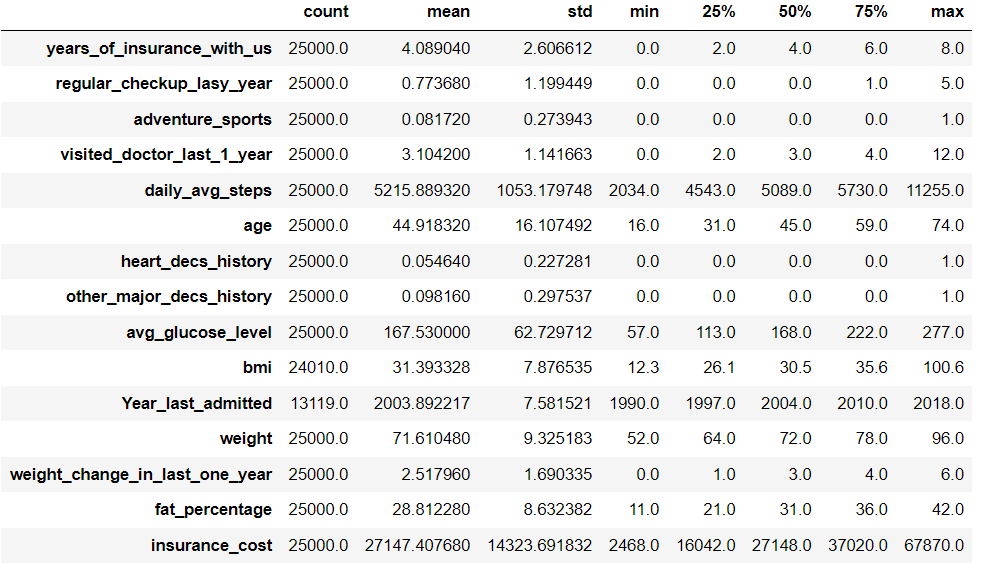 count mean std min 25% 50% 75% max
years_of_insurance_with_us 25000.0 4.089040 2.606612 0.0 2.0 4.0 6.0 8.0
regular_checkup_lasy_year 25000.0 0.773680 1.199449 0.0 0.0 0.0 1.0 5.0
adventure_sports 25000.0 0.081720 0.273943 0.0 0.0 0.0 0.0 1.0
visited_doctor_last_1_year 25000.0 3.104200 1.141663 0.0 2.0 3.0 4.0 12.0
daily_avg_steps 25000.0 5215.889320 1053.179748 2034.0 4543.0 5089.0 5730.0 11255.0
age 25000.0 44.918320 16.107492 16.0 31.0 45.0 59.0 74.0
heart_decs_history 25000.0 0.054640 0.227281 0.0 0.0 0.0 0.0 1.0
other_major_decs_history 25000.0 0.098160 0.297537 0.0 0.0 0.0 0.0 1.0
avg_glucose_level 25000.0 167.530000 62.729712 57.0 113.0 168.0 222.0 277.0
bmi 24010.0 31.393328 7.876535 12.3 26.1 30.5 35.6 100.6
Year_last_admitted 13119.0 2003.892217 7.581521 1990.0 1997.0 2004.0 2010.0 2018.0
weight 25000.0 71.610480 9.325183 52.0 64.0 72.0 78.0 96.0
weight_change_in_last_one_year 25000.0 2.517960 1.690335 0.0 1.0 3.0 4.0 6.0
fat_percentage 25000.0 28.812280 8.632382 11.0 21.0 31.0 36.0 42.0
insurance_cost 25000.0 27147.407680 14323.691832 2468.0 16042.0 27148.0 37020.0 67870.0